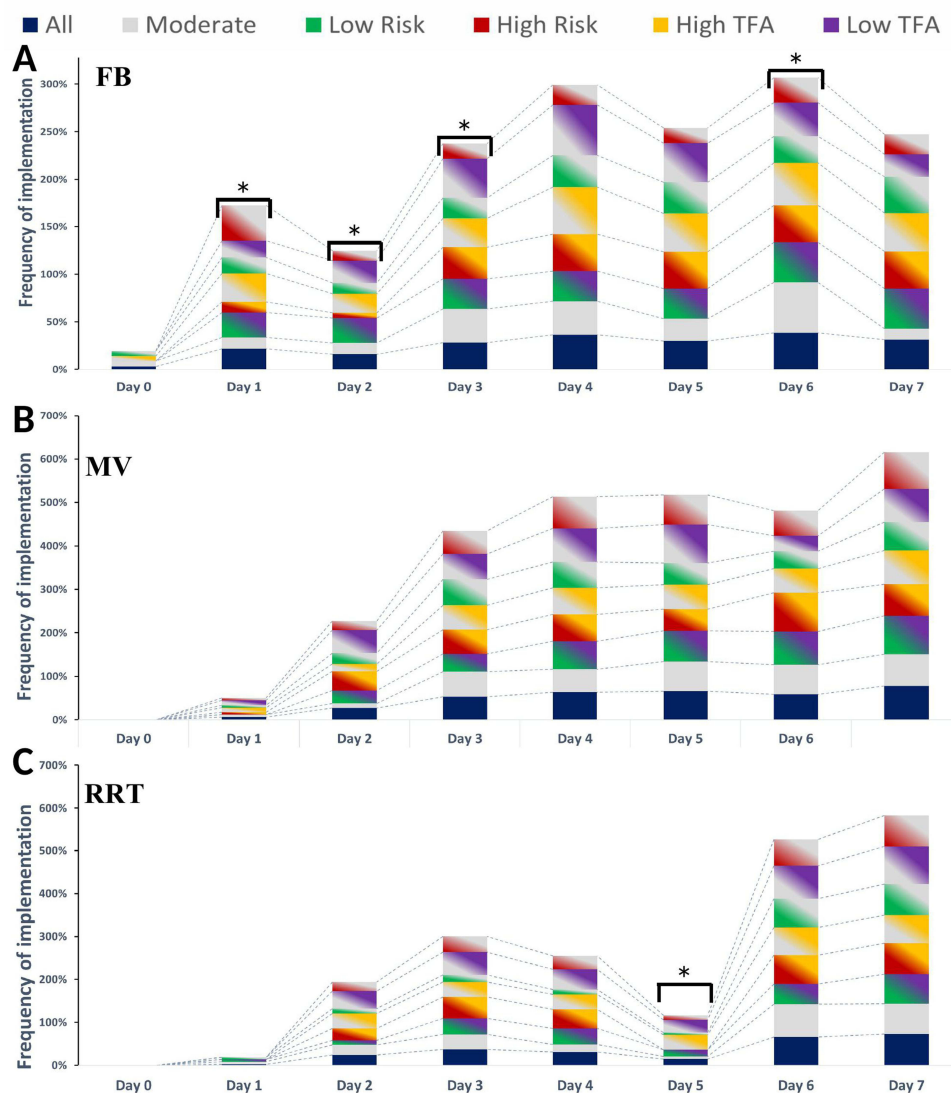 All Moderate Low Risk High Risk High TFA Low TFA
A
FB
Frequency of implementation
300%
250%
200%
150%
100%
50%
0%
*
*
*
*
Day 0 Day 1 Day 2 Day 3 Day 4 Day 5 Day 6 Day 7
B
MV
Frequency of implementation
700%
600%
500%
400%
300%
200%
100%
0%
Day 0 Day 1 Day 2 Day 3 Day 4 Day 5 Day 6
C
RRT
Frequency of implementation
700%
600%
500%
400%
300%
200%
100%
0%
*
Day 0 Day 1 Day 2 Day 3 Day 4 Day 5 Day 6 Day 7